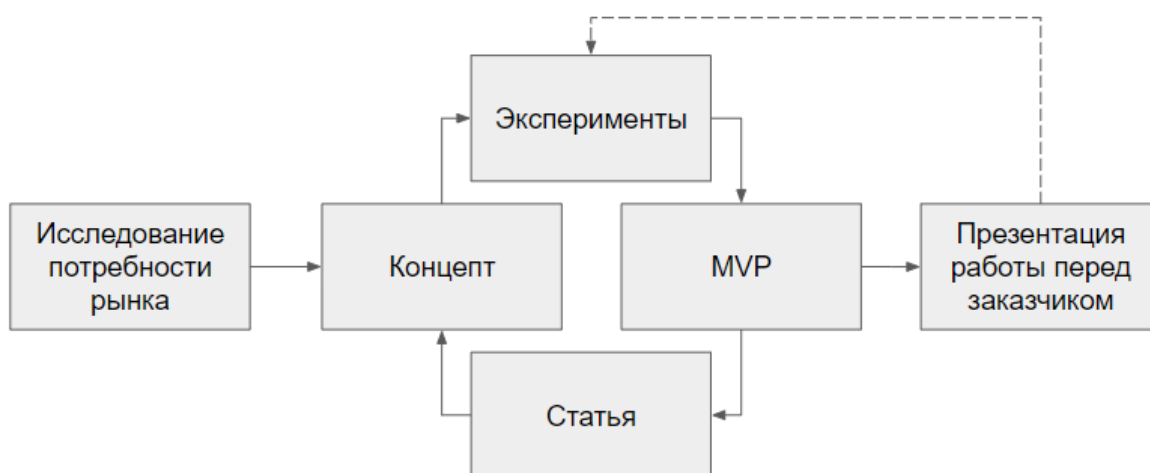 Эксперименты
Исследование
потребности
рынка
Концепт
MVP
Презентация
работы перед
заказчиком
Статья